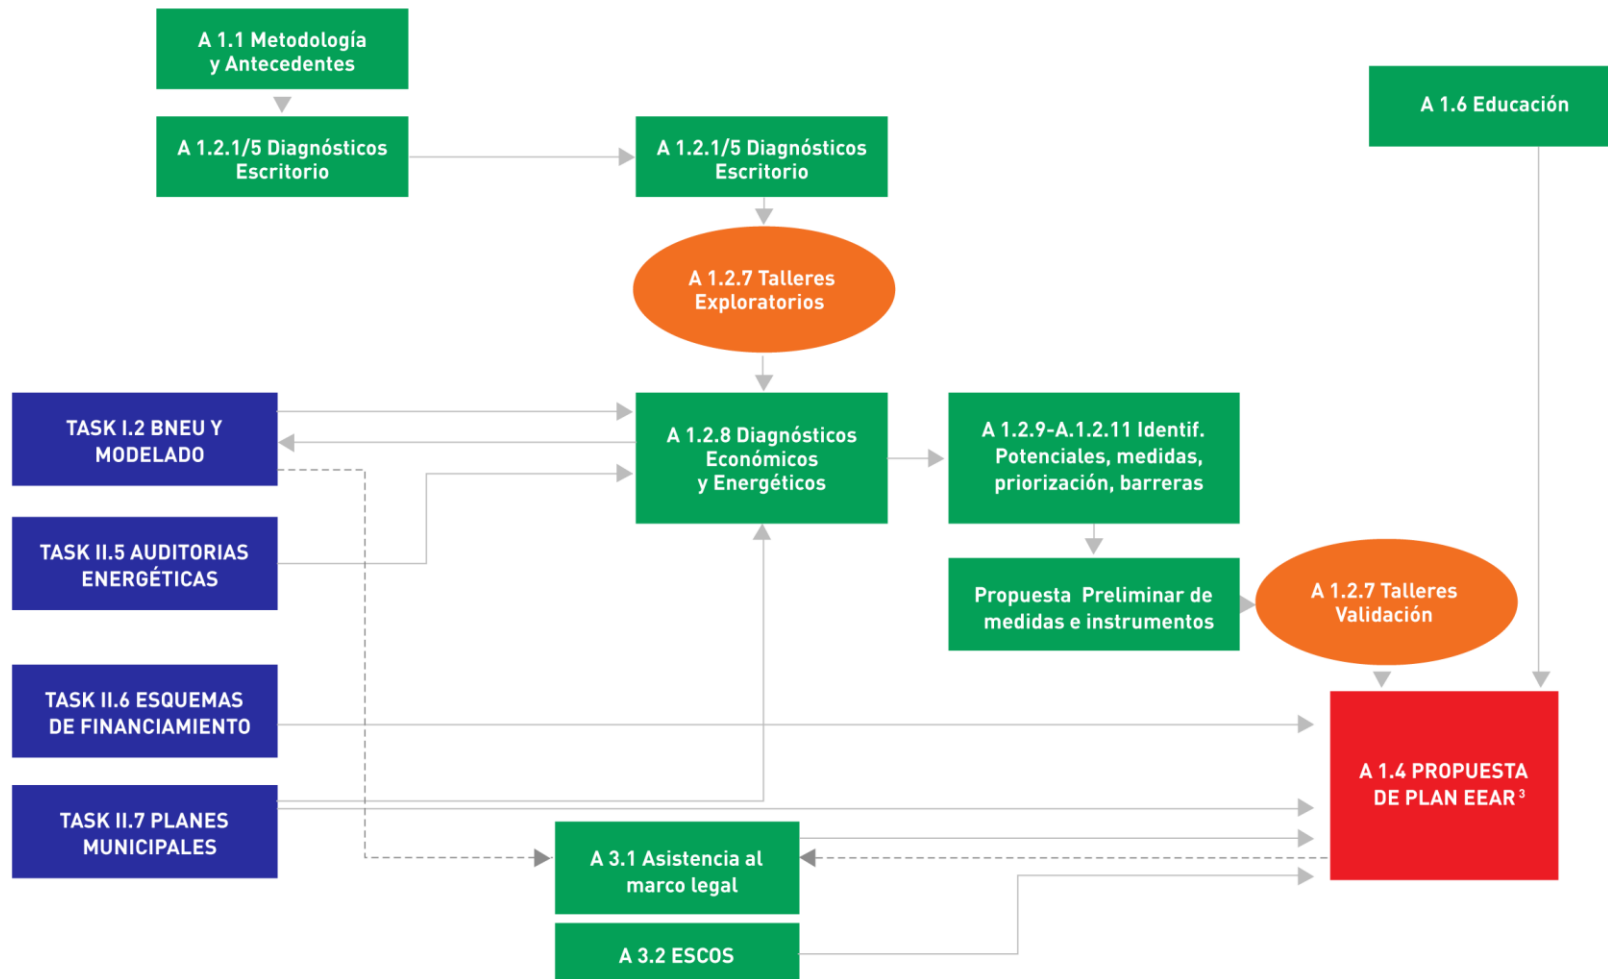 A 1.1 Metodología
y Antecedentes
A 1.6 Educación
A 1.2.1/5 Diagnósticos
Escritorio
A 1.2.1/5 Diagnósticos
Escritorio
A 1.2.7 Talleres
Exploratorios
TASK I.2 BNEU Y
MODELADO
A 1.2.8 Diagnósticos
Económicos
y Energéticos
A 1.2.9-A.1.2.11 Identif.
Potenciales, medidas,
priorización, barreras
TASK II.5 AUDITORIAS
ENERGÉTICAS
Propuesta Preliminar de
medidas e instrumentos
A 1.2.7 Talleres
Validación
TASK II.6 ESQUEMAS
DE FINANCIAMIENTO
A 1.4 PROPUESTA
DE PLAN EEAR ³
TASK II.7 PLANES
MUNICIPALES
A 3.1 Asistencia al
marco legal
A 3.2 ESCOS